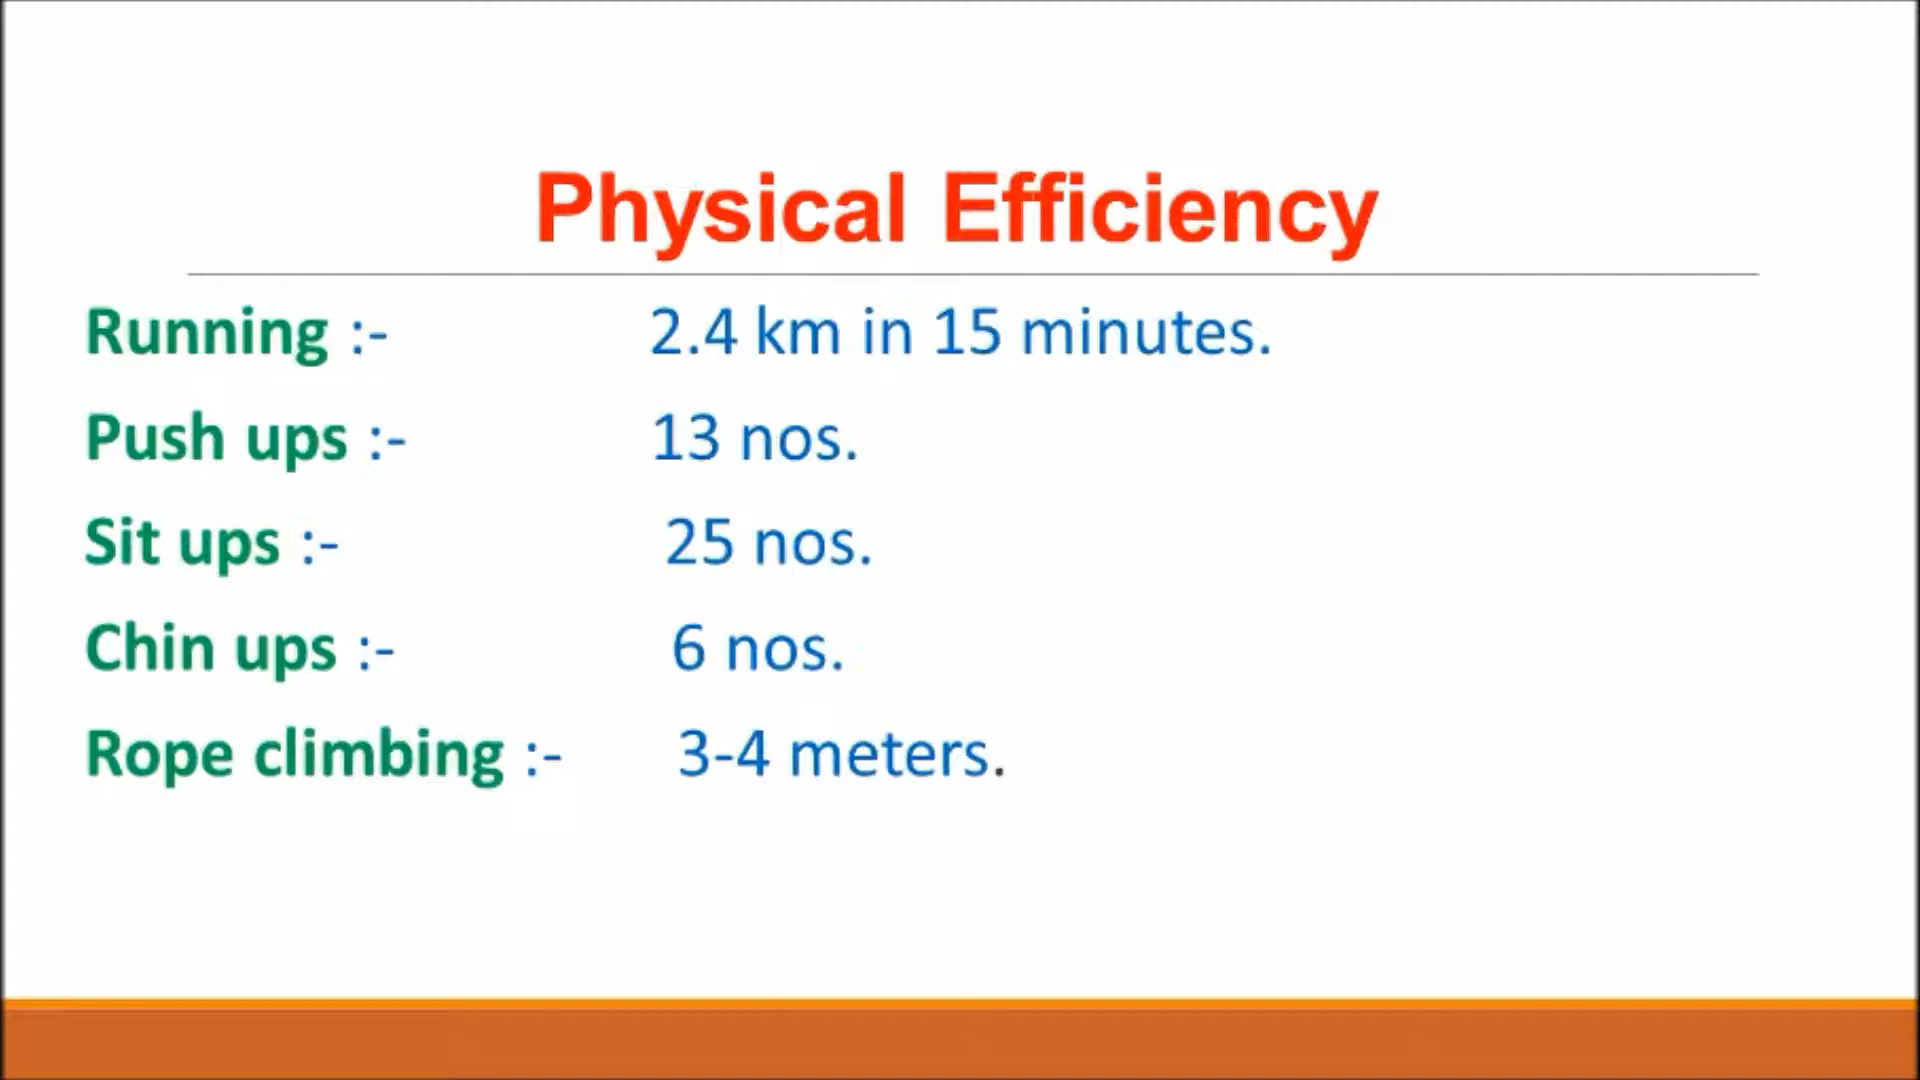 Physical Efficiency
Running :- 2.4 km in 15 minutes.
Push ups :- 13 nos.
Sit ups :- 25 nos.
Chin ups :- 6 nos.
Rope climbing :- 3-4 meters.